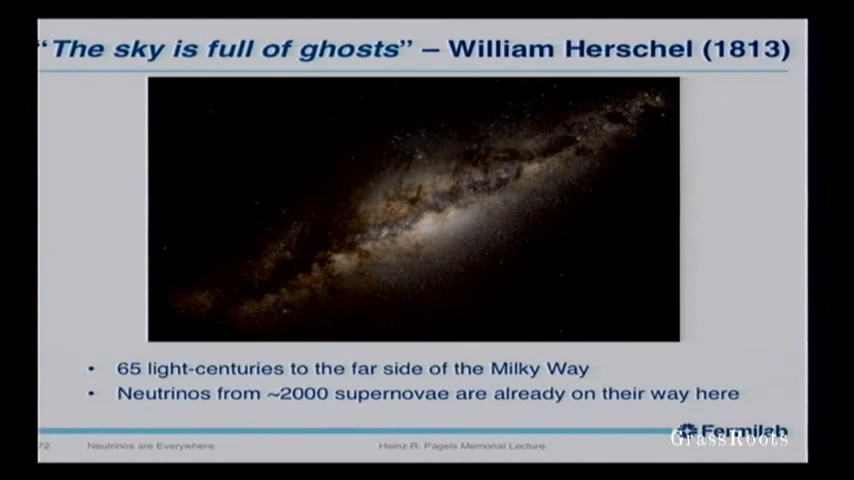 “The sky is full of ghosts” – William Herschel (1813)
• 65 light-centuries to the far side of the Milky Way
• Neutrinos from ~2000 supernovae are already on their way here
72 Neutrinos are Everywhere Heinz R. Pagels Memorial Lecture
Fermilab
GrassRoots